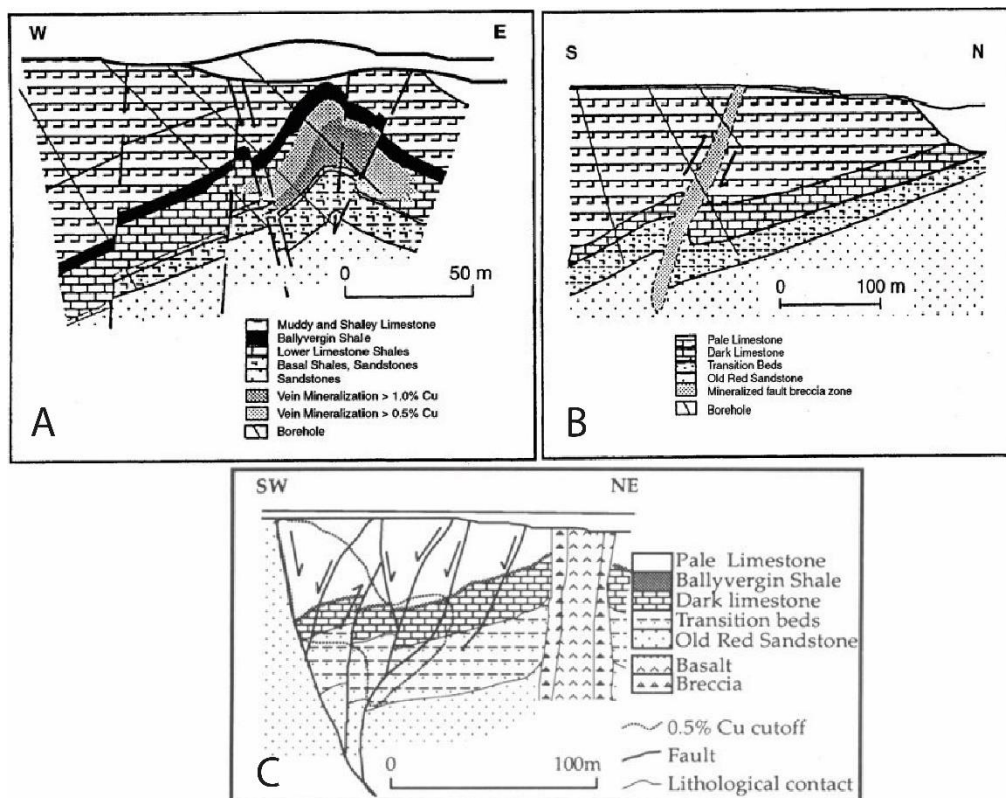 W E
0 50 m
Muddy and Shaley Limestone
Ballyvergin Shale
Lower Limestone Shales
Basal Shales, Sandstones
Sandstones
Vein Mineralization > 1.0% Cu
Vein Mineralization > 0.5% Cu
Borehole
A
S N
0 100 m
Pale Limestone
Dark Limestone
Transition Beds
Old Red Sandstone
Mineralized fault breccia zone
Borehole
B
SW NE
Pale Limestone
Ballyvergin Shale
Dark limestone
Transition beds
Old Red Sandstone
Basalt
Breccia
0.5% Cu cutoff
Fault
Lithological contact
0 100m
C